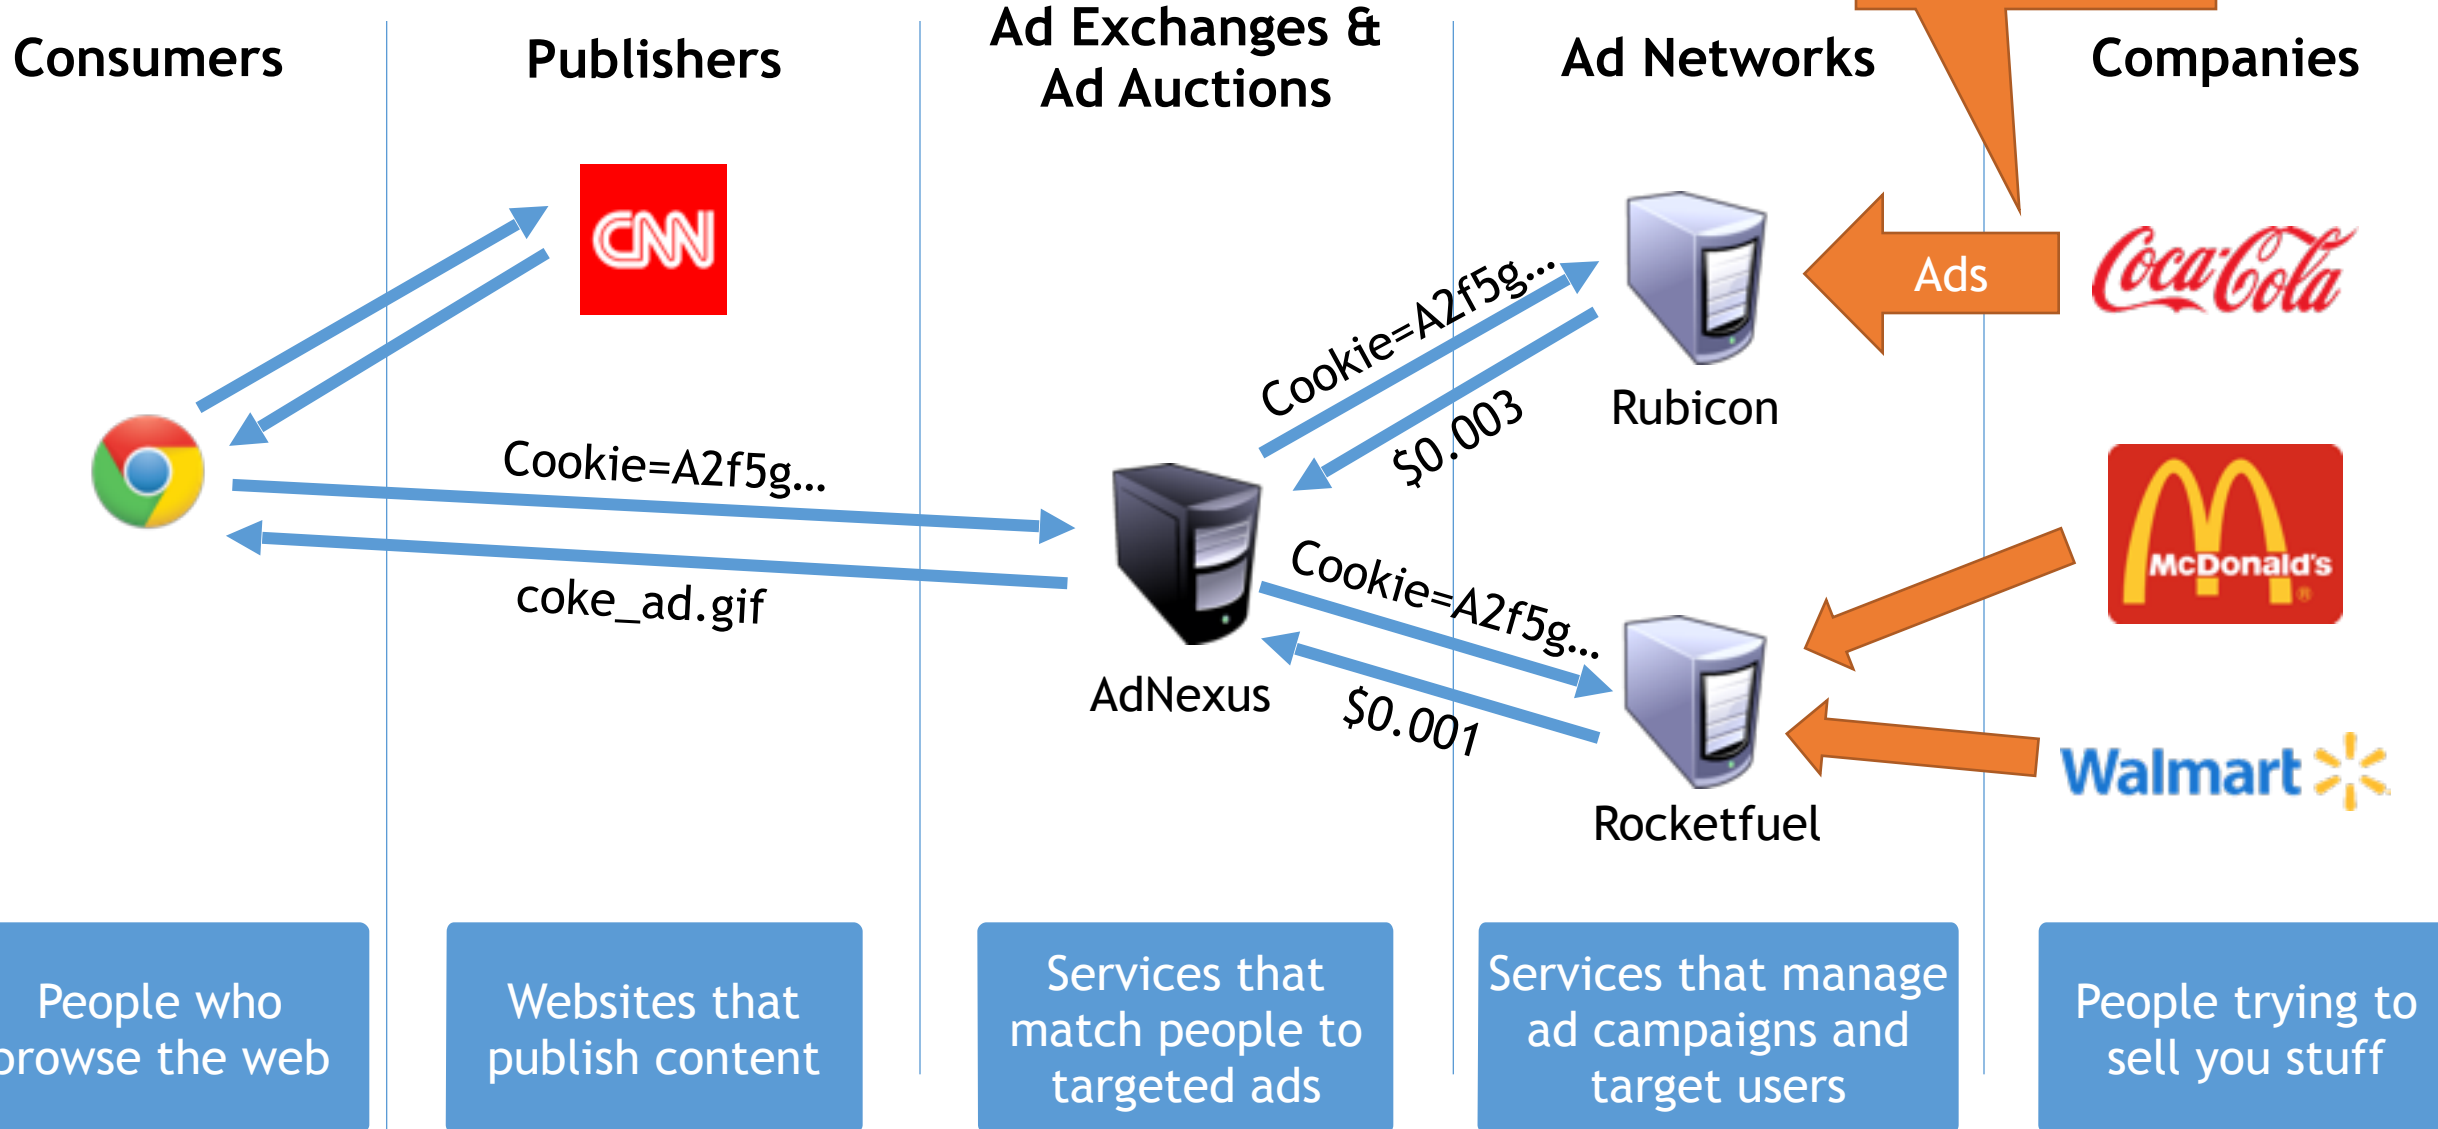 Consumers
Publishers
Ad Exchanges &
Ad Auctions
Ad Networks
Companies
CNN
Cookie=A2f5g...
$0.003
Rubicon
Ads
Coca-Cola
Cookie=A2f5g...
coke_ad.gif
AdNexus
Cookie=A2f5g...
$0.001
Rocketfuel
McDonald's
®
Walmart
People who
browse the web
Websites that
publish content
Services that
match people to
targeted ads
Services that manage
ad campaigns and
target users
People trying to
sell you stuff